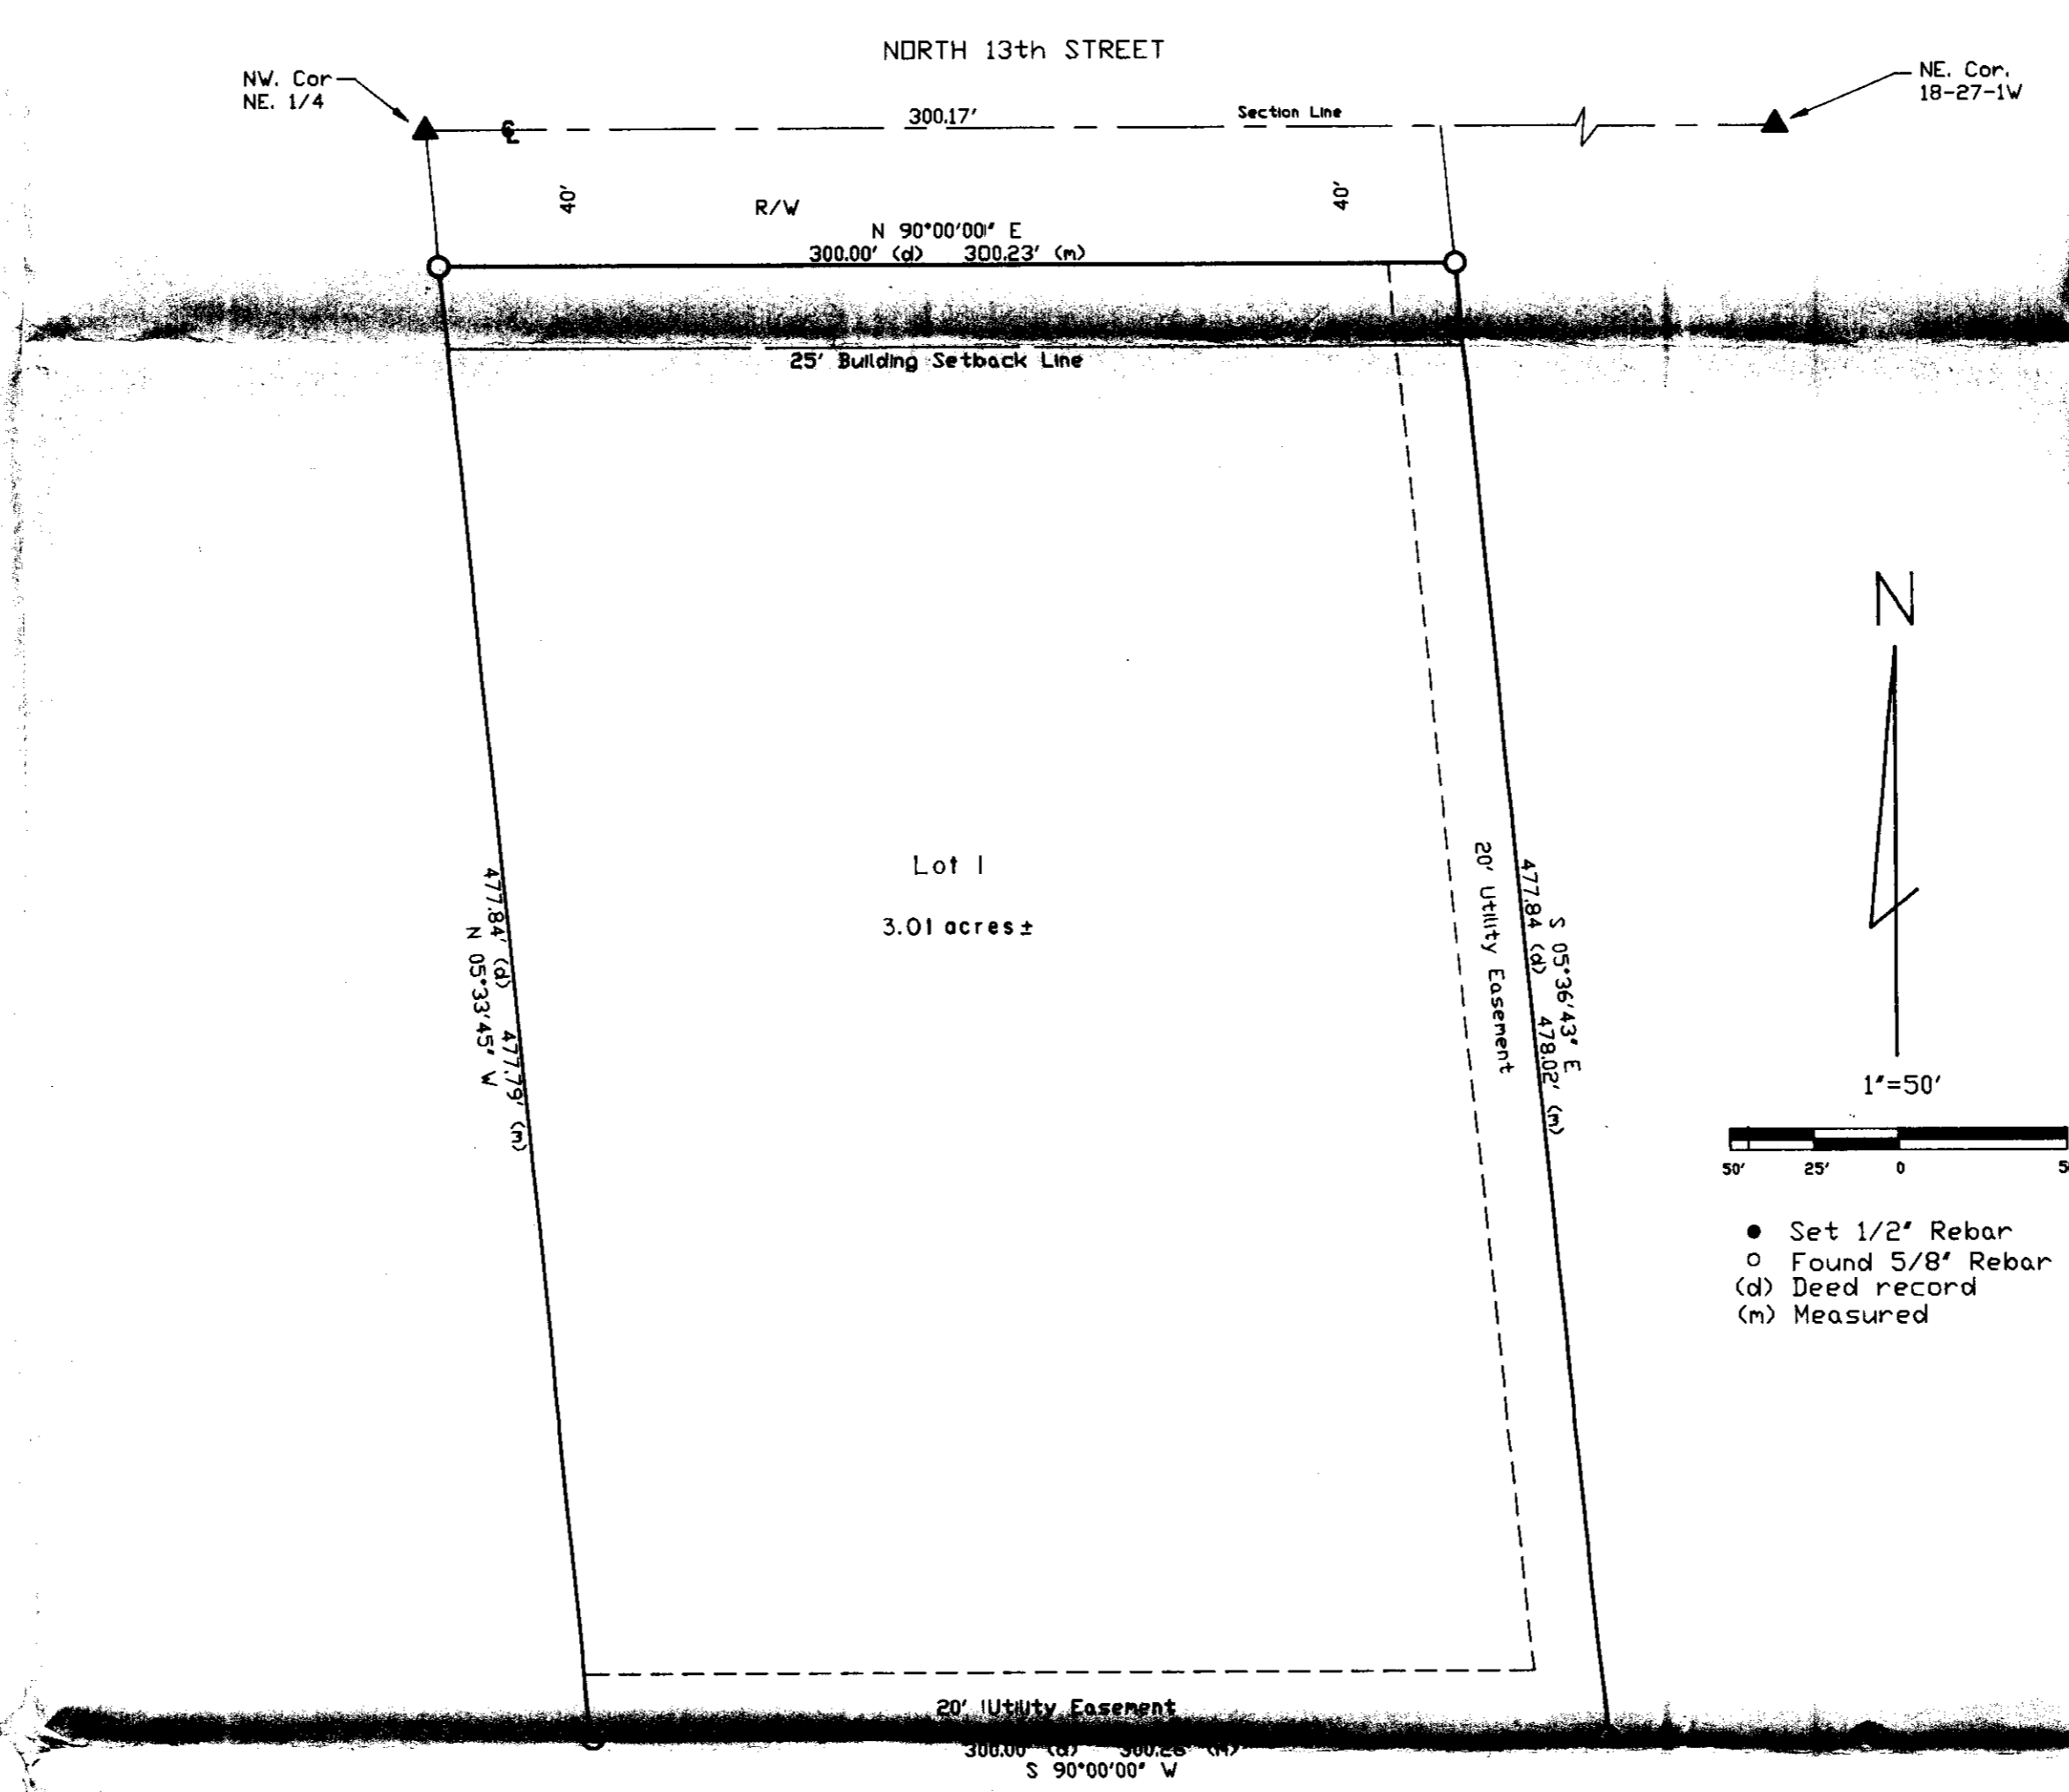 NORTH 13th STREET
NW. Cor
NE. 1/4
NE. Cor.
18-27-1W
300.17'
Section Line
40'
40'
R/W
N 90°00'00" E
300.00' (d) 300.23' (m)
25' Building Setback Line
Lot 1
3.01 acres±
477.84' (d) 477.79' (m)
N 05°33'45" W
20' Utility Easement
477.84 (d) 478.02' (m)
S 05°36'43" E
N
1"=50'
50' 25' 0
● Set 1/2" Rebar
○ Found 5/8" Rebar
(d) Deed record
(m) Measured
20' Utility Easement
300.00' (d)
S 90°00'00" W